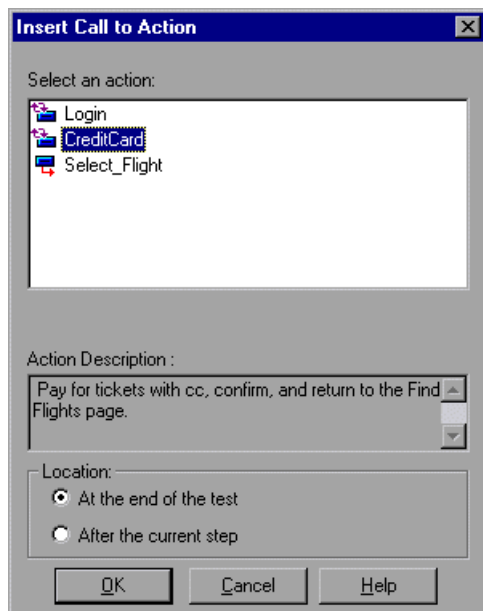 Insert Call to Action
Select an action:
Login
CreditCard
Select_Flight
Action Description :
Pay for tickets with cc, confirm, and return to the Find
Flights page.
Location:
At the end of the test
After the current step
OK
Cancel
Help